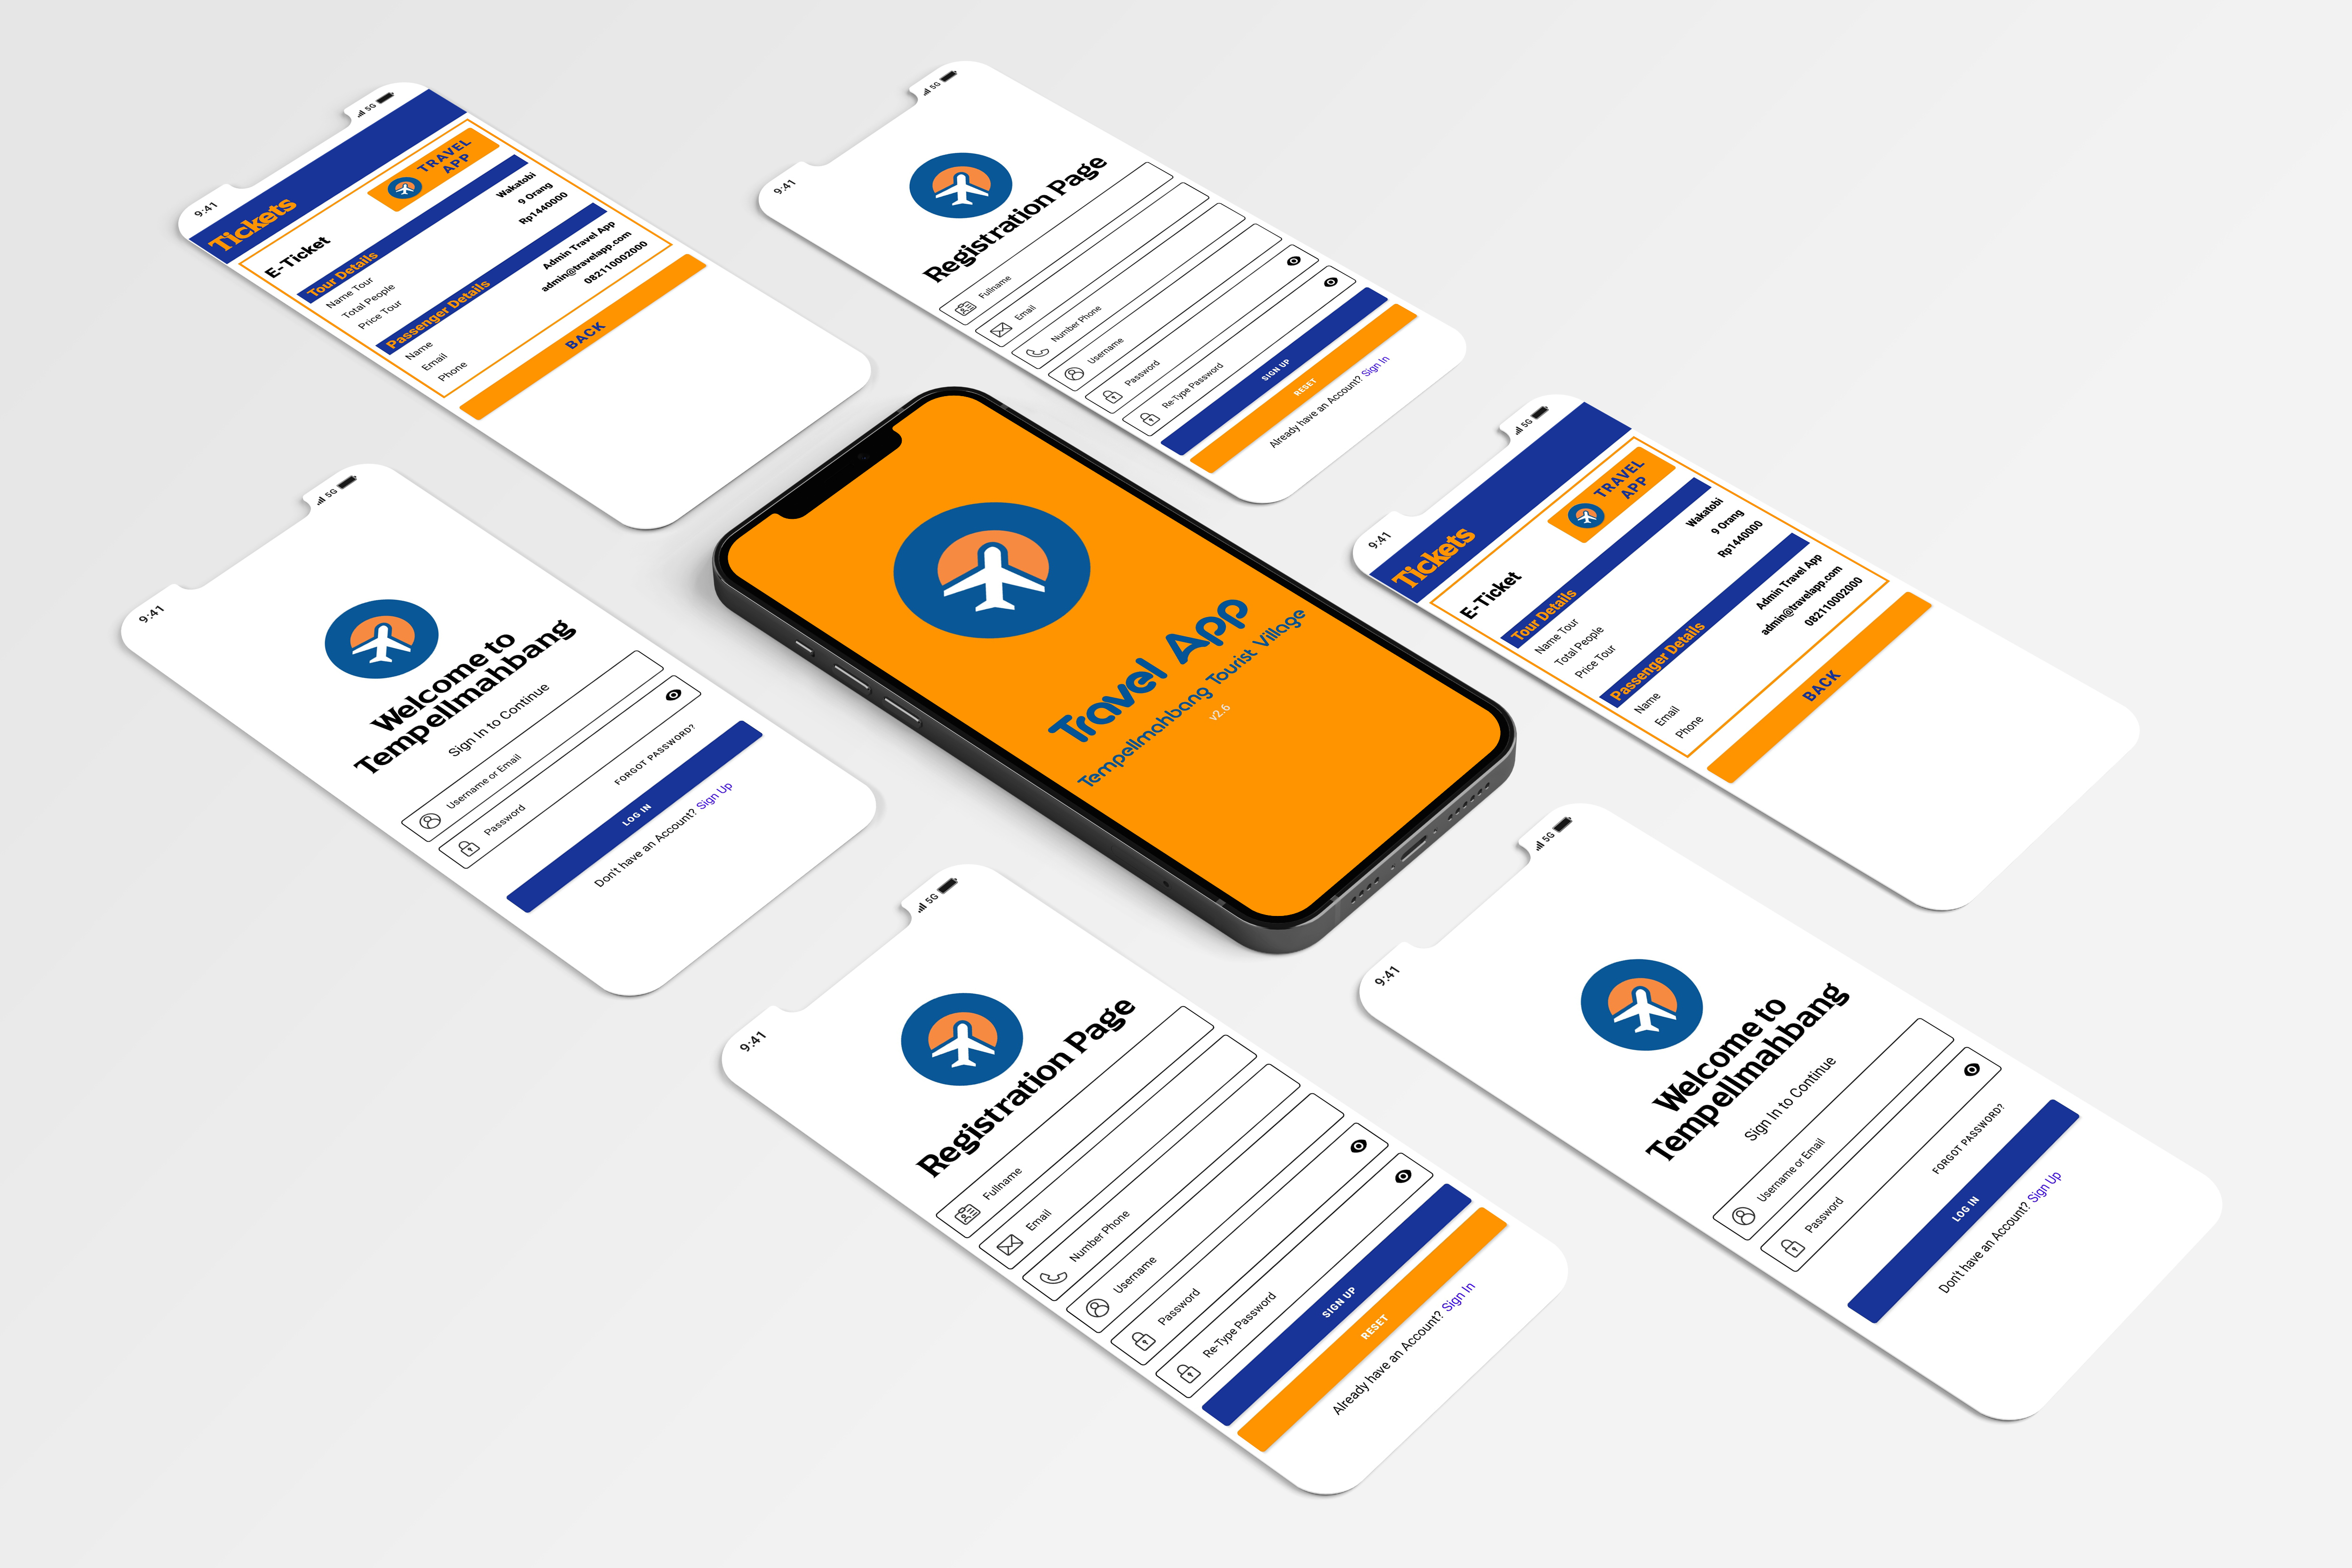 9:41
5G
Tickets
E-Ticket
TRAVEL
APP
Tour Details
Name Tour Wakatobi
Total People 9 Orang
Price Tour Rp1440000
Passenger Details
Name Admin Travel App
Email admin@travelapp.com
Phone 082110002000
BACK
9:41
5G
Registration Page
Fullname
Email
Number Phone
Username
Password
Re-Type Password
SIGN UP
RESET
Already have an Account? Sign In
9:41
5G
Welcome to
Tempellmahbang
Sign In to Continue
Username or Email
Password
FORGOT PASSWORD?
LOG IN
Don't have an Account? Sign Up
Travel App
Tempellmahbang Tourist Village
v2.6
9:41
5G
Tickets
E-Ticket
TRAVEL
APP
Tour Details
Name Tour Wakatobi
Total People 9 Orang
Price Tour Rp1440000
Passenger Details
Name Admin Travel App
Email admin@travelapp.com
Phone 082110002000
BACK
9:41
5G
Registration Page
Fullname
Email
Number Phone
Username
Password
Re-Type Password
SIGN UP
RESET
Already have an Account? Sign In
9:41
5G
Welcome to
Tempellmahbang
Sign In to Continue
Username or Email
Password
FORGOT PASSWORD?
LOG IN
Don't have an Account? Sign Up